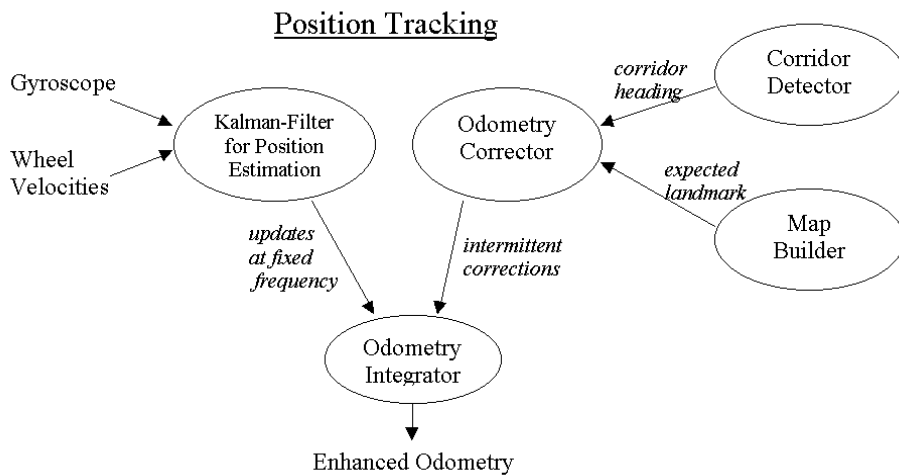 Position Tracking
Gyroscope
Wheel
Velocities
Kalman-Filter
for Position
Estimation
updates
at fixed
frequency
Odometry
Corrector
corridor
heading
Corridor
Detector
expected
landmark
Map
Builder
intermittent
corrections
Odometry
Integrator
Enhanced Odometry